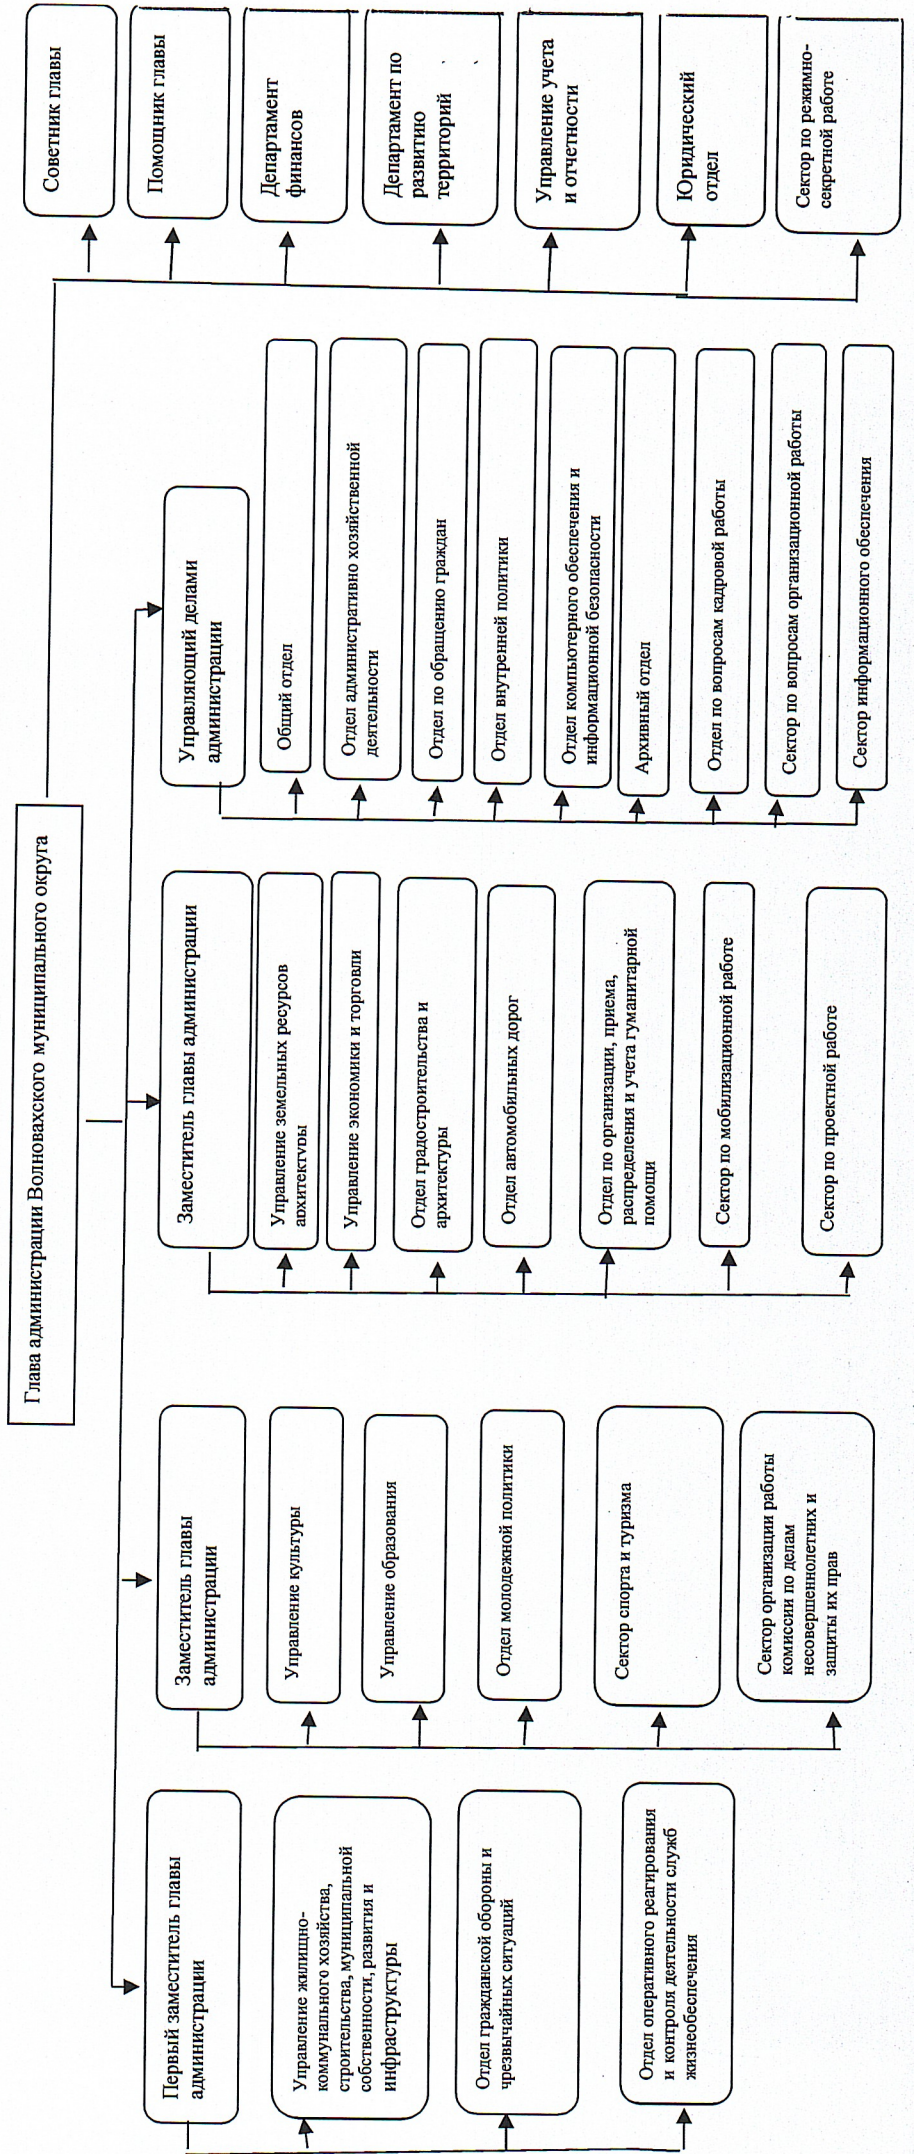 Глава администрации Волновахского муниципального округа
Первый заместитель главы
администрации
Управление жилищно-
коммунального хозяйства,
строительства, муниципальной
собственности, развития и
инфраструктуры
Отдел гражданской обороны и
чрезвычайных ситуаций
Отдел оперативного реагирования
и контроля деятельности служб
жизнеобеспечения
Заместитель главы
администрации
Управление культуры
Управление образования
Отдел молодежной политики
Сектор спорта и туризма
Сектор организации работы
комиссии по делам
несовершеннолетних и
защиты их прав
Заместитель главы администрации
Управление земельных ресурсов
архитектуры
Управление экономики и торговли
Отдел градостроительства и
архитектуры
Отдел автомобильных дорог
Отдел по организации, приема,
распределения и учета гуманитарной
помощи
Сектор по мобилизационной работе
Сектор по проектной работе
Управляющий делами
администрации
Общий отдел
Отдел административно хозяйственной
деятельности
Отдел по обращению граждан
Отдел внутренней политики
Отдел компьютерного обеспечения и
информационной безопасности
Архивный отдел
Отдел по вопросам кадровой работы
Сектор по вопросам организационной работы
Сектор информационного обеспечения
Советник главы
Помощник главы
Департамент
финансов
Департамент по
развитию
территорий
Управление учета
и отчетности
Юридический
отдел
Сектор по режимно-
секретной работе